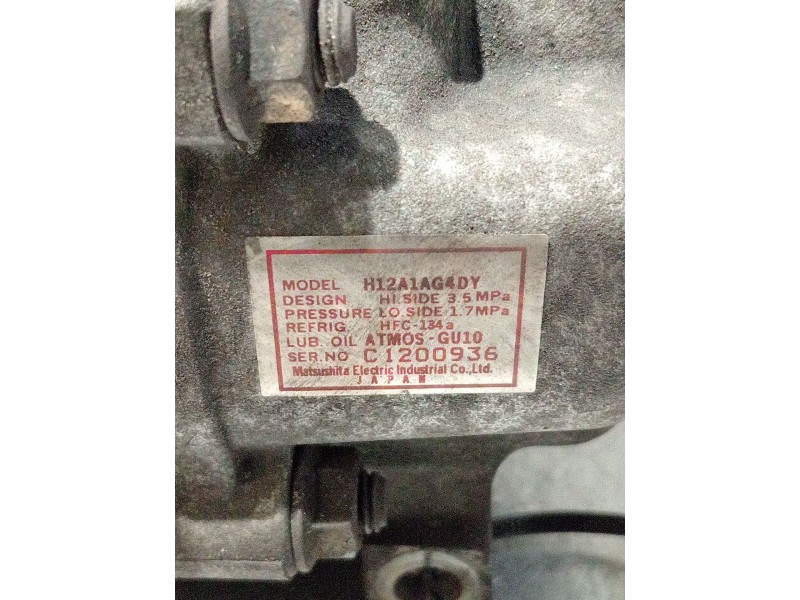 MODEL H12A1AG4DY
DESIGN HI.SIDE 3.5 MPa
PRESSURE LO.SIDE 1.7MPa
REFRIG. HFC-134a
LUB. OIL ATMOS-GU10
SER.NO C1200936
Matsushita Electric Industrial Co.,Ltd.
JAPAN